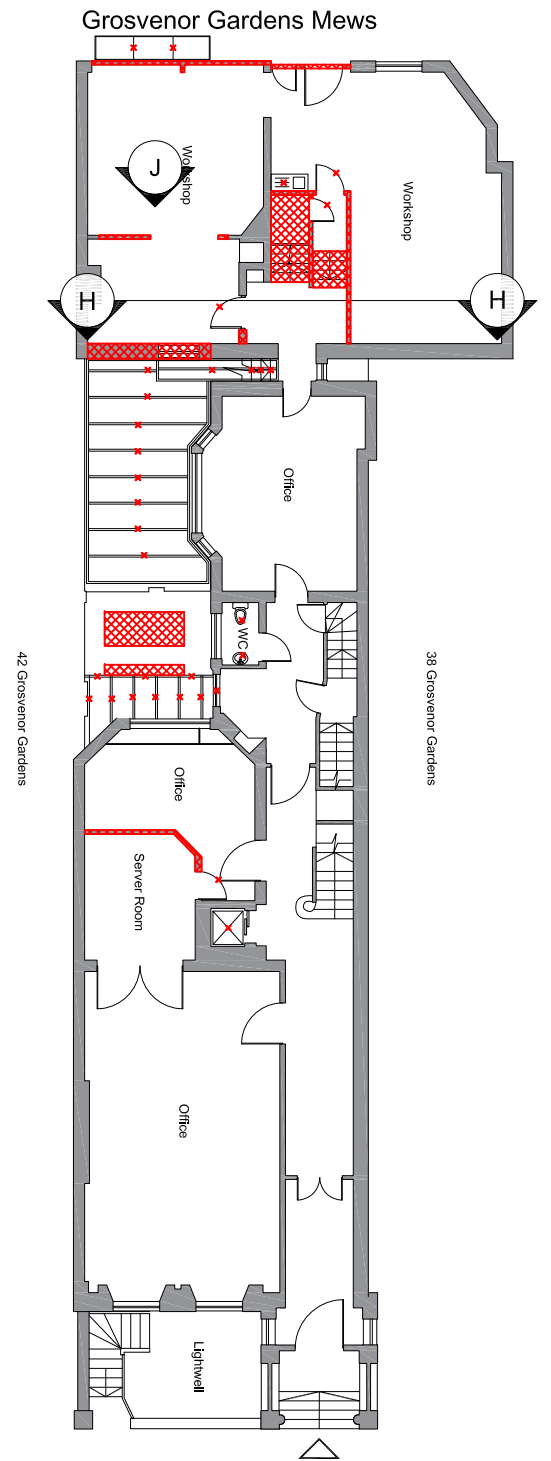 Grosvenor Gardens Mews
J
Workshop
Workshop
H
H
Office
WC
42 Grosvenor Gardens
38 Grosvenor Gardens
Office
Server Room
Office
Lightwell